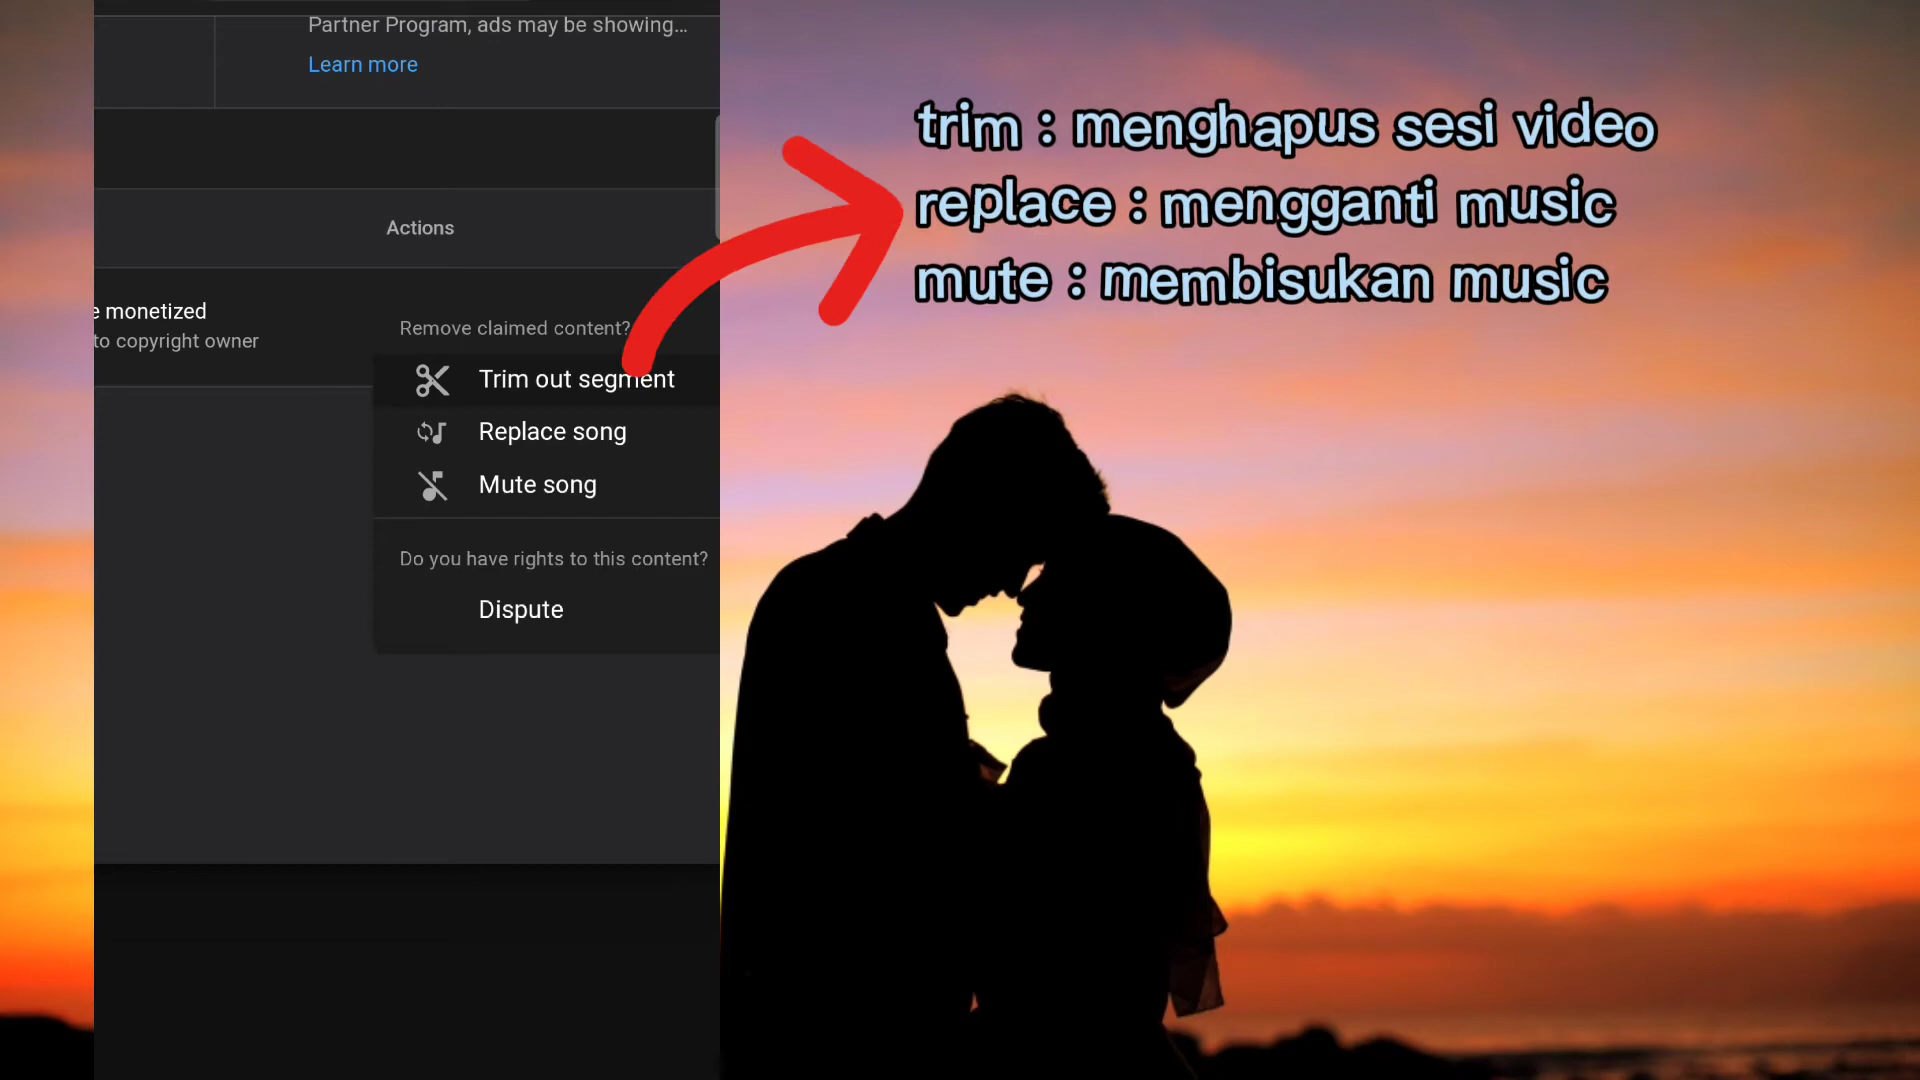 Partner Program, ads may be showing...
Learn more
Actions
e monetized
to copyright owner
Remove claimed content?
Trim out segment
Replace song
Mute song
Do you have rights to this content?
Dispute
trim : menghapus sesi video
replace : mengganti music
mute : membisukan music